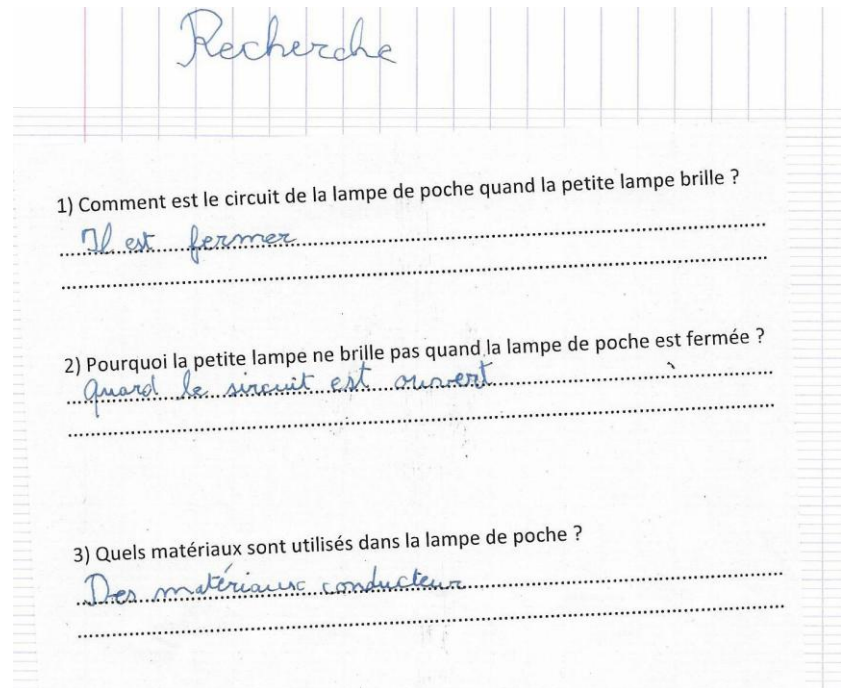 Recherche
1) Comment est le circuit de la lampe de poche quand la petite lampe brille ?
Il est fermer
2) Pourquoi la petite lampe ne brille pas quand la lampe de poche est fermée ?
Quand le sircuit est ouvert
3) Quels matériaux sont utilisés dans la lampe de poche ?
Des matériaux conducteur